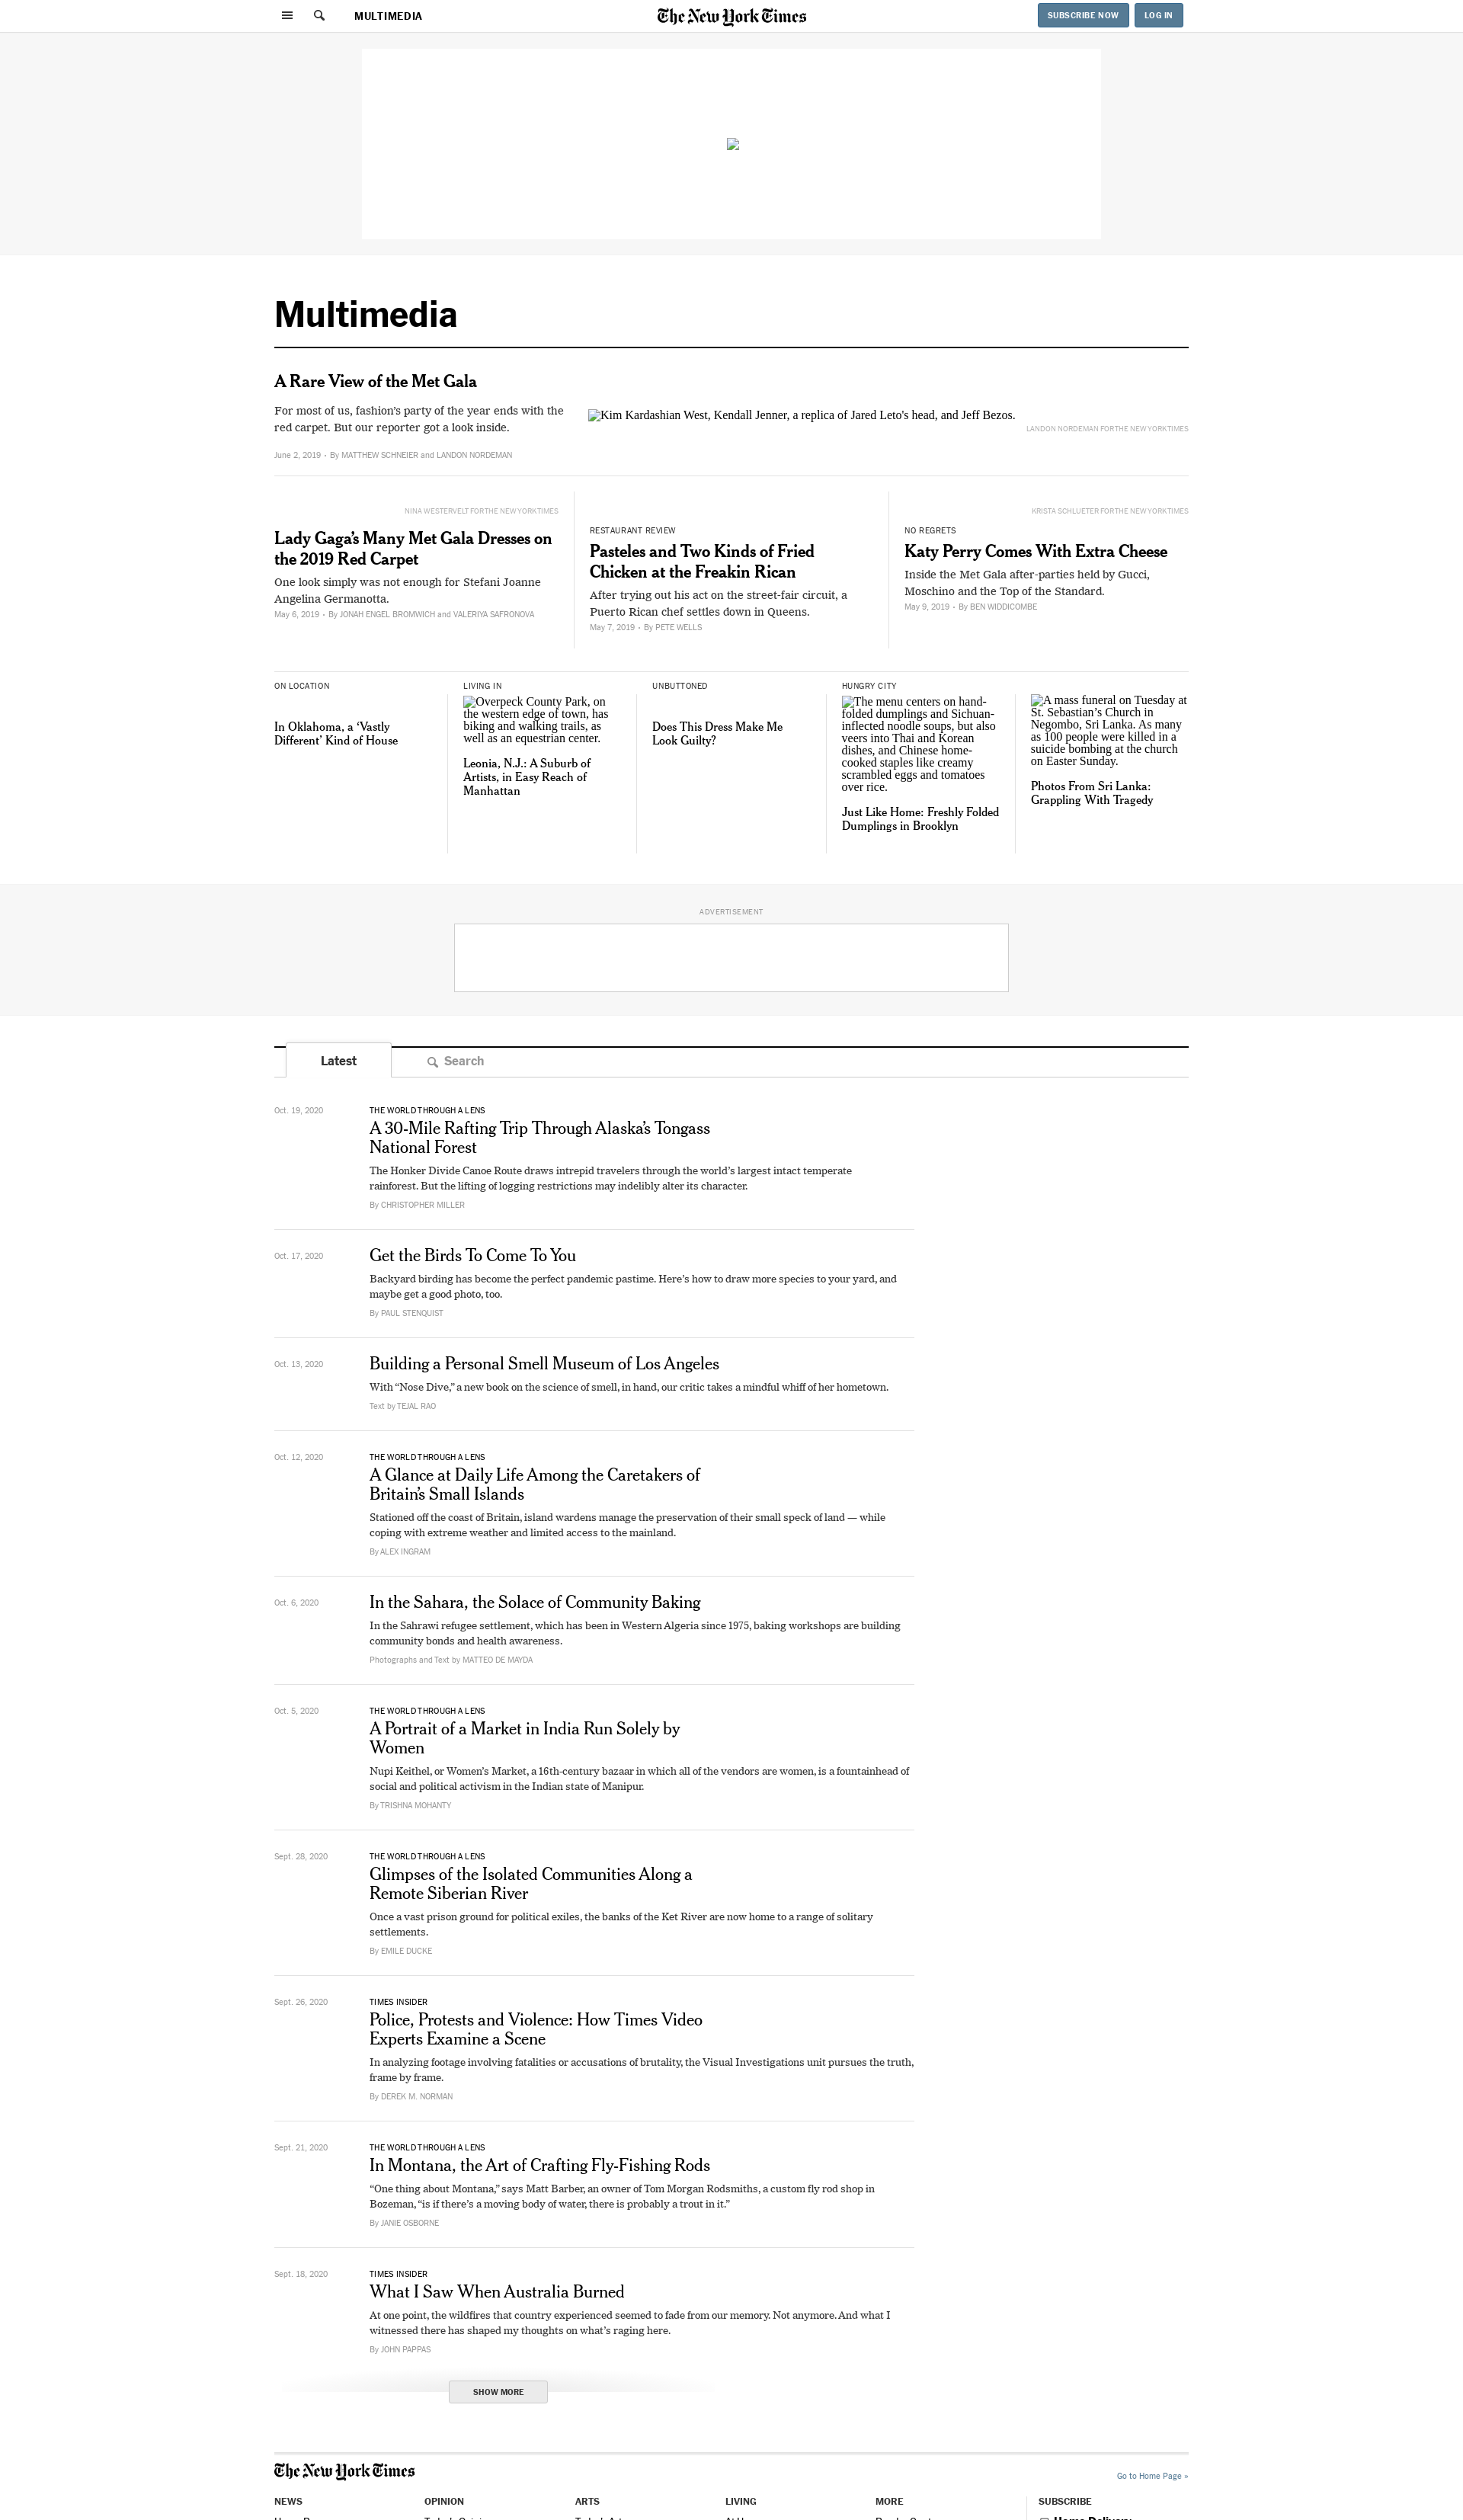 MULTIMEDIA
The New York Times
SUBSCRIBE NOW
LOG IN
Multimedia
A Rare View of the Met Gala
For most of us, fashion’s party of the year ends with the
red carpet. But our reporter got a look inside.
June 2, 2019 • By MATTHEW SCHNEIER and LANDON NORDEMAN
Kim Kardashian West, Kendall Jenner, a replica of Jared Leto's head, and Jeff Bezos.
LANDON NORDEMAN FOR THE NEW YORK TIMES
NINA WESTERVELT FOR THE NEW YORK TIMES
Lady Gaga’s Many Met Gala Dresses on
the 2019 Red Carpet
One look simply was not enough for Stefani Joanne
Angelina Germanotta.
May 6, 2019 • By JONAH ENGEL BROMWICH and VALERIYA SAFRONOVA
RESTAURANT REVIEW
Pasteles and Two Kinds of Fried
Chicken at the Freakin Rican
After trying out his act on the street-fair circuit, a
Puerto Rican chef settles down in Queens.
May 7, 2019 • By PETE WELLS
KRISTA SCHLUETER FOR THE NEW YORK TIMES
NO REGRETS
Katy Perry Comes With Extra Cheese
Inside the Met Gala after-parties held by Gucci,
Moschino and the Top of the Standard.
May 9, 2019 • By BEN WIDDICOMBE
ON LOCATION
In Oklahoma, a ‘Vastly
Different’ Kind of House
LIVING IN
Overpeck County Park, on
the western edge of town, has
biking and walking trails, as
well as an equestrian center.
Leonia, N.J.: A Suburb of
Artists, in Easy Reach of
Manhattan
UNBUTTONED
Does This Dress Make Me
Look Guilty?
HUNGRY CITY
The menu centers on hand-
folded dumplings and Sichuan-
inflected noodle soups, but also
veers into Thai and Korean
dishes, and Chinese home-
cooked staples like creamy
scrambled eggs and tomatoes
over rice.
Just Like Home: Freshly Folded
Dumplings in Brooklyn
A mass funeral on Tuesday at
St. Sebastian’s Church in
Negombo, Sri Lanka. As many
as 100 people were killed in a
suicide bombing at the church
on Easter Sunday.
Photos From Sri Lanka:
Grappling With Tragedy
ADVERTISEMENT
Latest
Search
Oct. 19, 2020
THE WORLD THROUGH A LENS
A 30-Mile Rafting Trip Through Alaska’s Tongass
National Forest
The Honker Divide Canoe Route draws intrepid travelers through the world’s largest intact temperate
rainforest. But the lifting of logging restrictions may indelibly alter its character.
By CHRISTOPHER MILLER
Oct. 17, 2020
Get the Birds To Come To You
Backyard birding has become the perfect pandemic pastime. Here’s how to draw more species to your yard, and
maybe get a good photo, too.
By PAUL STENQUIST
Oct. 13, 2020
Building a Personal Smell Museum of Los Angeles
With “Nose Dive,” a new book on the science of smell, in hand, our critic takes a mindful whiff of her hometown.
Text by TEJAL RAO
Oct. 12, 2020
THE WORLD THROUGH A LENS
A Glance at Daily Life Among the Caretakers of
Britain’s Small Islands
Stationed off the coast of Britain, island wardens manage the preservation of their small speck of land — while
coping with extreme weather and limited access to the mainland.
By ALEX INGRAM
Oct. 6, 2020
In the Sahara, the Solace of Community Baking
In the Sahrawi refugee settlement, which has been in Western Algeria since 1975, baking workshops are building
community bonds and health awareness.
Photographs and Text by MATTEO DE MAYDA
Oct. 5, 2020
THE WORLD THROUGH A LENS
A Portrait of a Market in India Run Solely by
Women
Nupi Keithel, or Women’s Market, a 16th-century bazaar in which all of the vendors are women, is a fountainhead of
social and political activism in the Indian state of Manipur.
By TRISHNA MOHANTY
Sept. 28, 2020
THE WORLD THROUGH A LENS
Glimpses of the Isolated Communities Along a
Remote Siberian River
Once a vast prison ground for political exiles, the banks of the Ket River are now home to a range of solitary
settlements.
By EMILE DUCKE
Sept. 26, 2020
TIMES INSIDER
Police, Protests and Violence: How Times Video
Experts Examine a Scene
In analyzing footage involving fatalities or accusations of brutality, the Visual Investigations unit pursues the truth,
frame by frame.
By DEREK M. NORMAN
Sept. 21, 2020
THE WORLD THROUGH A LENS
In Montana, the Art of Crafting Fly-Fishing Rods
“One thing about Montana,” says Matt Barber, an owner of Tom Morgan Rodsmiths, a custom fly rod shop in
Bozeman, “is if there’s a moving body of water, there is probably a trout in it.”
By JANIE OSBORNE
Sept. 18, 2020
TIMES INSIDER
What I Saw When Australia Burned
At one point, the wildfires that country experienced seemed to fade from our memory. Not anymore. And what I
witnessed there has shaped my thoughts on what’s raging here.
By JOHN PAPPAS
SHOW MORE
The New York Times
Go to Home Page »
NEWS
OPINION
ARTS
LIVING
MORE
SUBSCRIBE